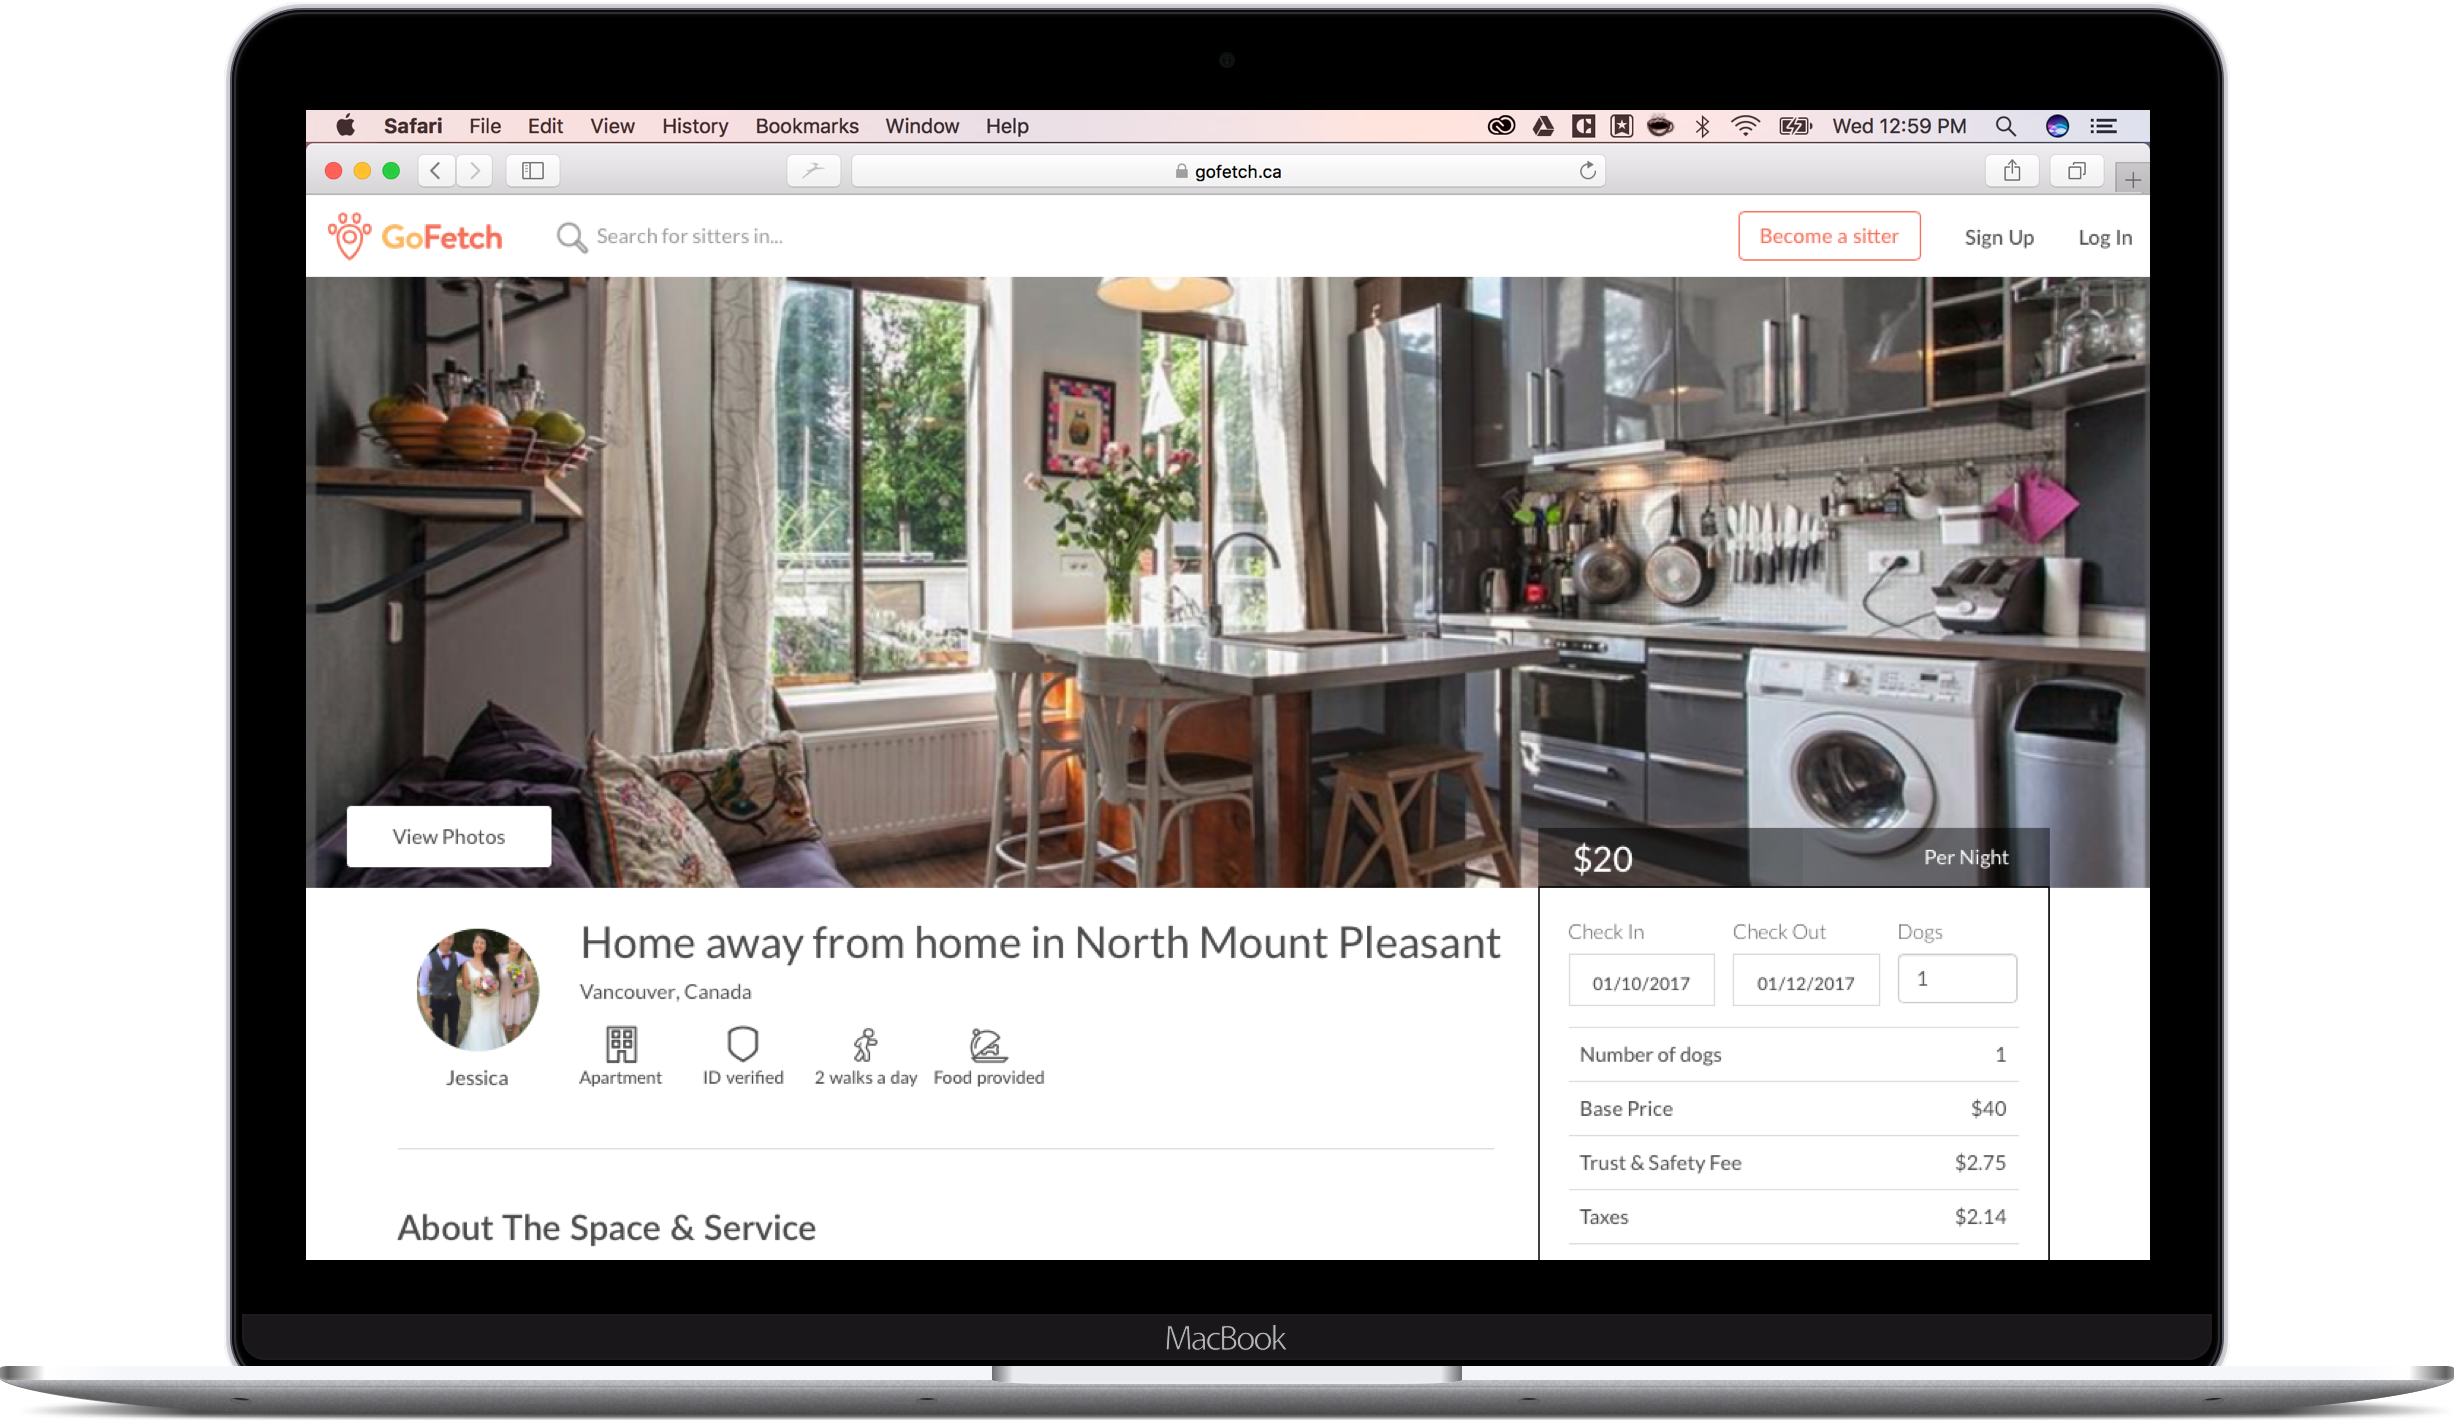 Safari File Edit View History Bookmarks Window Help Wed 12:59 PM
gofetch.ca
GoFetch Search for sitters in... Become a sitter Sign Up Log In
View Photos
$20 Per Night
Home away from home in North Mount Pleasant
Vancouver, Canada
Jessica
Apartment ID verified 2 walks a day Food provided
About The Space & Service
Check In Check Out Dogs
01/10/2017 01/12/2017 1
Number of dogs 1
Base Price $40
Trust & Safety Fee $2.75
Taxes $2.14
MacBook